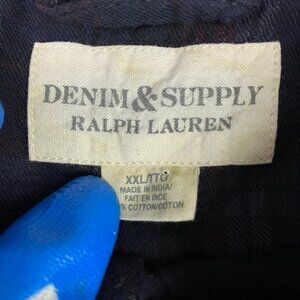 DENIM & SUPPLY
RALPH LAUREN
XXL/TTG
MADE IN INDIA/
FAIT EN INDE
% COTTON/COTON